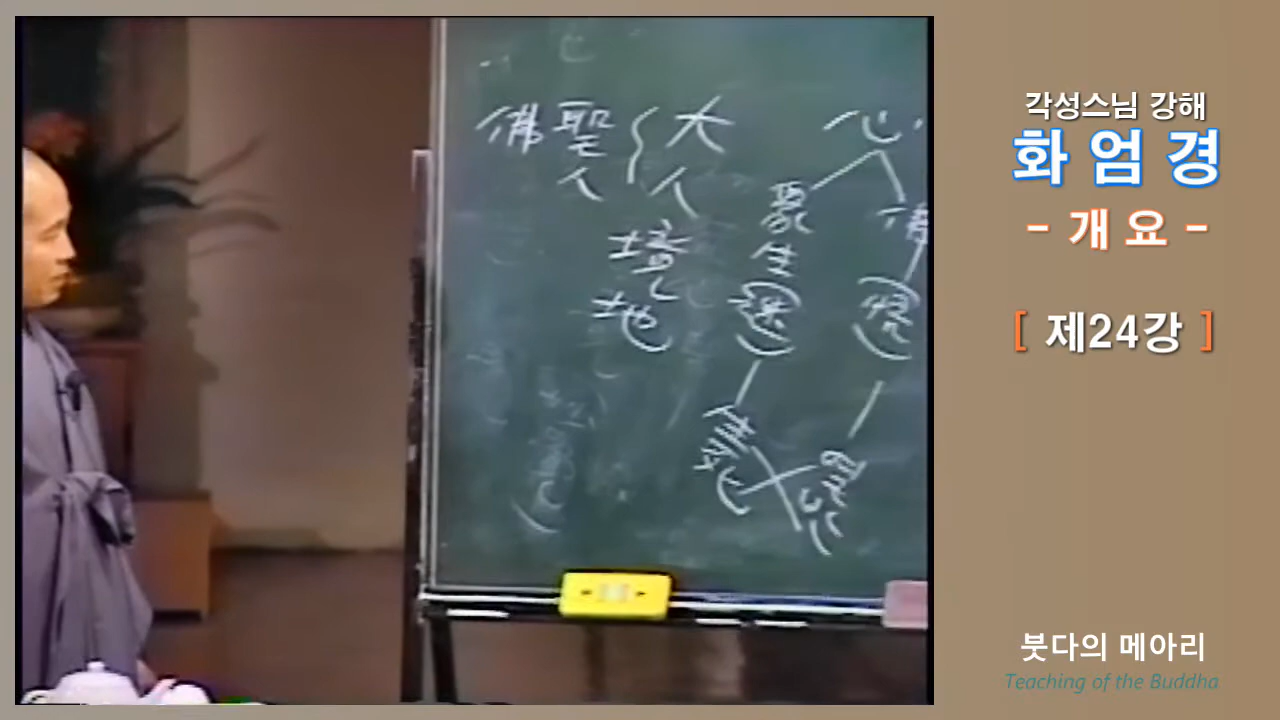 각성스님 강해
화엄경
- 개요 -
[ 제24강 ]
붓다의 메아리
Teaching of the Buddha
心
佛
衆生
(迷)
大人境地
聖人
佛